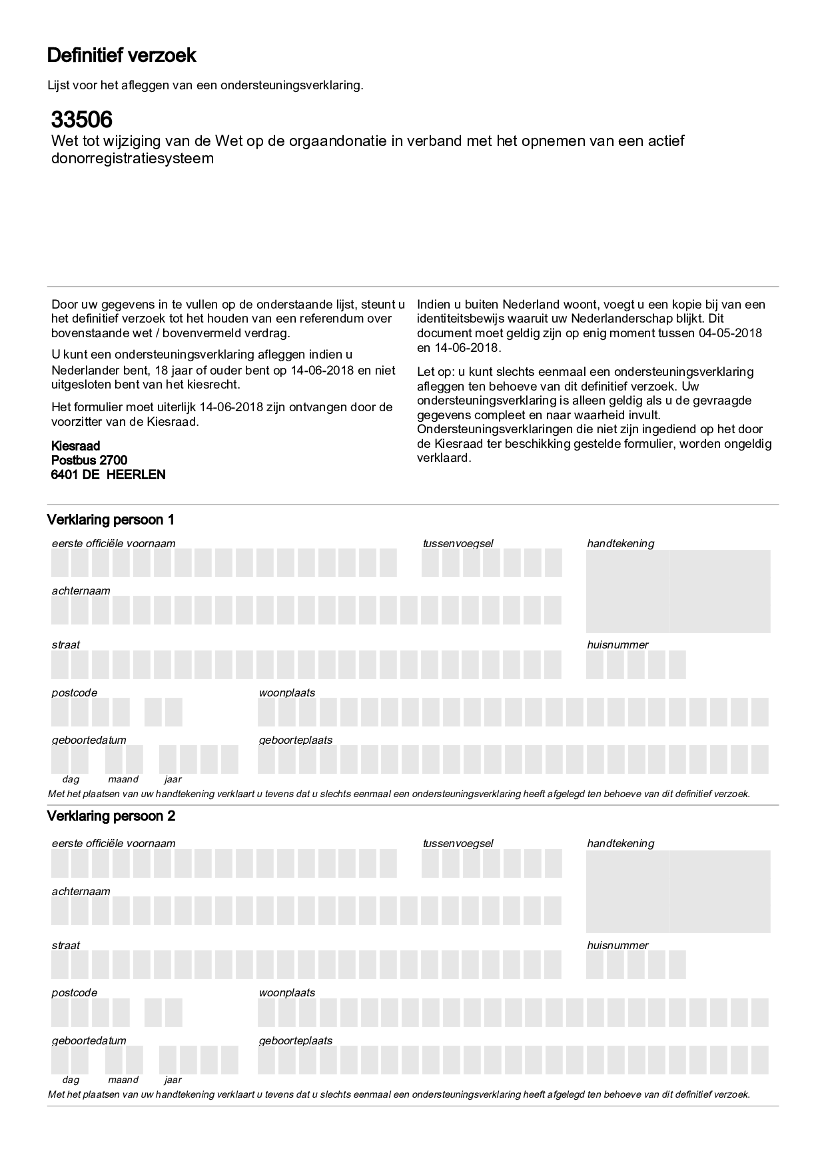 Definitief verzoek
Lijst voor het afleggen van een ondersteuningsverklaring.
33506
Wet tot wijziging van de Wet op de orgaandonatie in verband met het opnemen van een actief
donorregistratiesysteem
Door uw gegevens in te vullen op de onderstaande lijst, steunt u
het definitief verzoek tot het houden van een referendum over
bovenstaande wet / bovenvermeld verdrag.
U kunt een ondersteuningsverklaring afleggen indien u
Nederlander bent, 18 jaar of ouder bent op 14-06-2018 en niet
uitgesloten bent van het kiesrecht.
Het formulier moet uiterlijk 14-06-2018 zijn ontvangen door de
voorzitter van de Kiesraad.
Kiesraad
Postbus 2700
6401 DE HEERLEN
Indien u buiten Nederland woont, voegt u een kopie bij van een
identiteitsbewijs waaruit uw Nederlanderschap blijkt. Dit
document moet geldig zijn op enig moment tussen 04-05-2018
en 14-06-2018.
Let op: u kunt slechts eenmaal een ondersteuningsverklaring
afleggen ten behoeve van dit definitief verzoek. Uw
ondersteuningsverklaring is alleen geldig als u de gevraagde
gegevens compleet en naar waarheid invult.
Ondersteuningsverklaringen die niet zijn ingediend op het door
de Kiesraad ter beschikking gestelde formulier, worden ongeldig
verklaard.
Verklaring persoon 1
eerste officiële voornaam tussenvoegsel handtekening
achternaam
straat huisnummer
postcode woonplaats
geboortedatum geboorteplaats
dag maand jaar
Met het plaatsen van uw handtekening verklaart u tevens dat u slechts eenmaal een ondersteuningsverklaring heeft afgelegd ten behoeve van dit definitief verzoek.
Verklaring persoon 2
eerste officiële voornaam tussenvoegsel handtekening
achternaam
straat huisnummer
postcode woonplaats
geboortedatum geboorteplaats
dag maand jaar
Met het plaatsen van uw handtekening verklaart u tevens dat u slechts eenmaal een ondersteuningsverklaring heeft afgelegd ten behoeve van dit definitief verzoek.